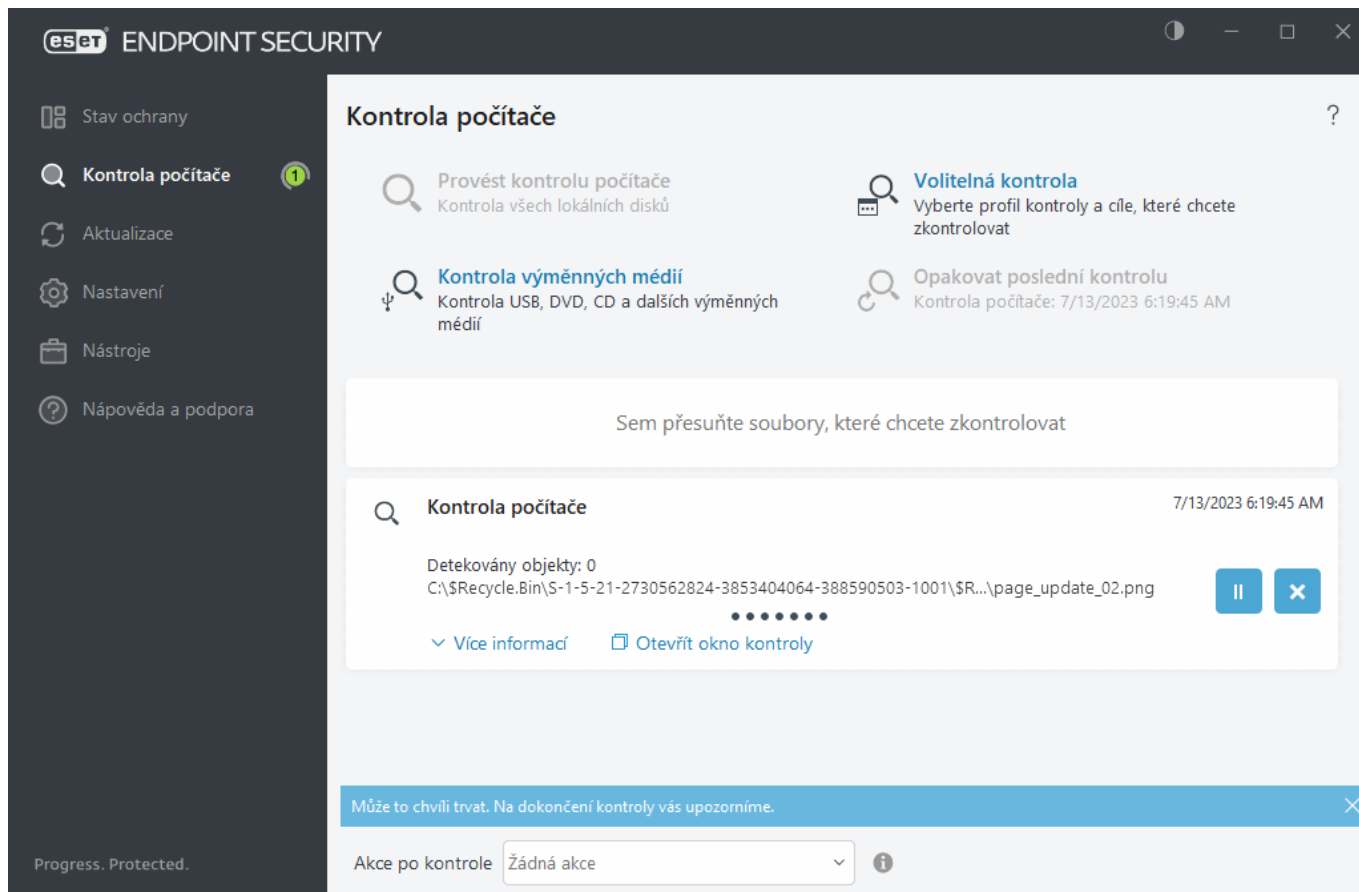 eset ENDPOINT SECURITY
Stav ochrany
Kontrola počítače
1
Aktualizace
Nastavení
Nástroje
Nápověda a podpora
Progress. Protected.
Kontrola počítače
?
Provést kontrolu počítače
Kontrola všech lokálních disků
Volitelná kontrola
Vyberte profil kontroly a cíle, které chcete
zkontrolovat
Kontrola výměnných médií
Kontrola USB, DVD, CD a dalších výměnných
médií
Opakovat poslední kontrolu
Kontrola počítače: 7/13/2023 6:19:45 AM
Sem přesuňte soubory, které chcete zkontrolovat
Kontrola počítače
7/13/2023 6:19:45 AM
Detekovány objekty: 0
C:\$Recycle.Bin\S-1-5-21-2730562824-3853404064-388590503-1001\$R...\page_update_02.png
Více informací
Otevřít okno kontroly
Může to chvíli trvat. Na dokončení kontroly vás upozorníme.
Akce po kontrole
Žádná akce